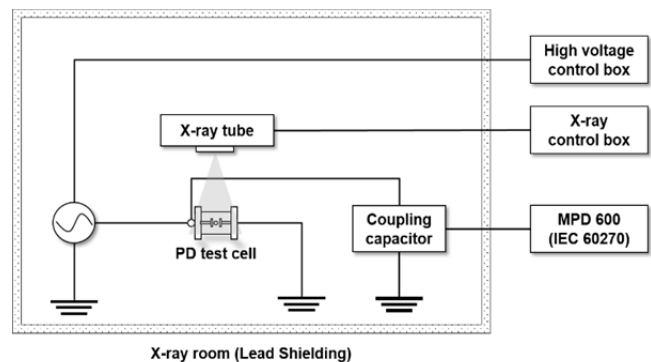 High voltage
control box
X-ray tube
X-ray
control box
Coupling
capacitor
MPD 600
(IEC 60270)
PD test cell
X-ray room (Lead Shielding)